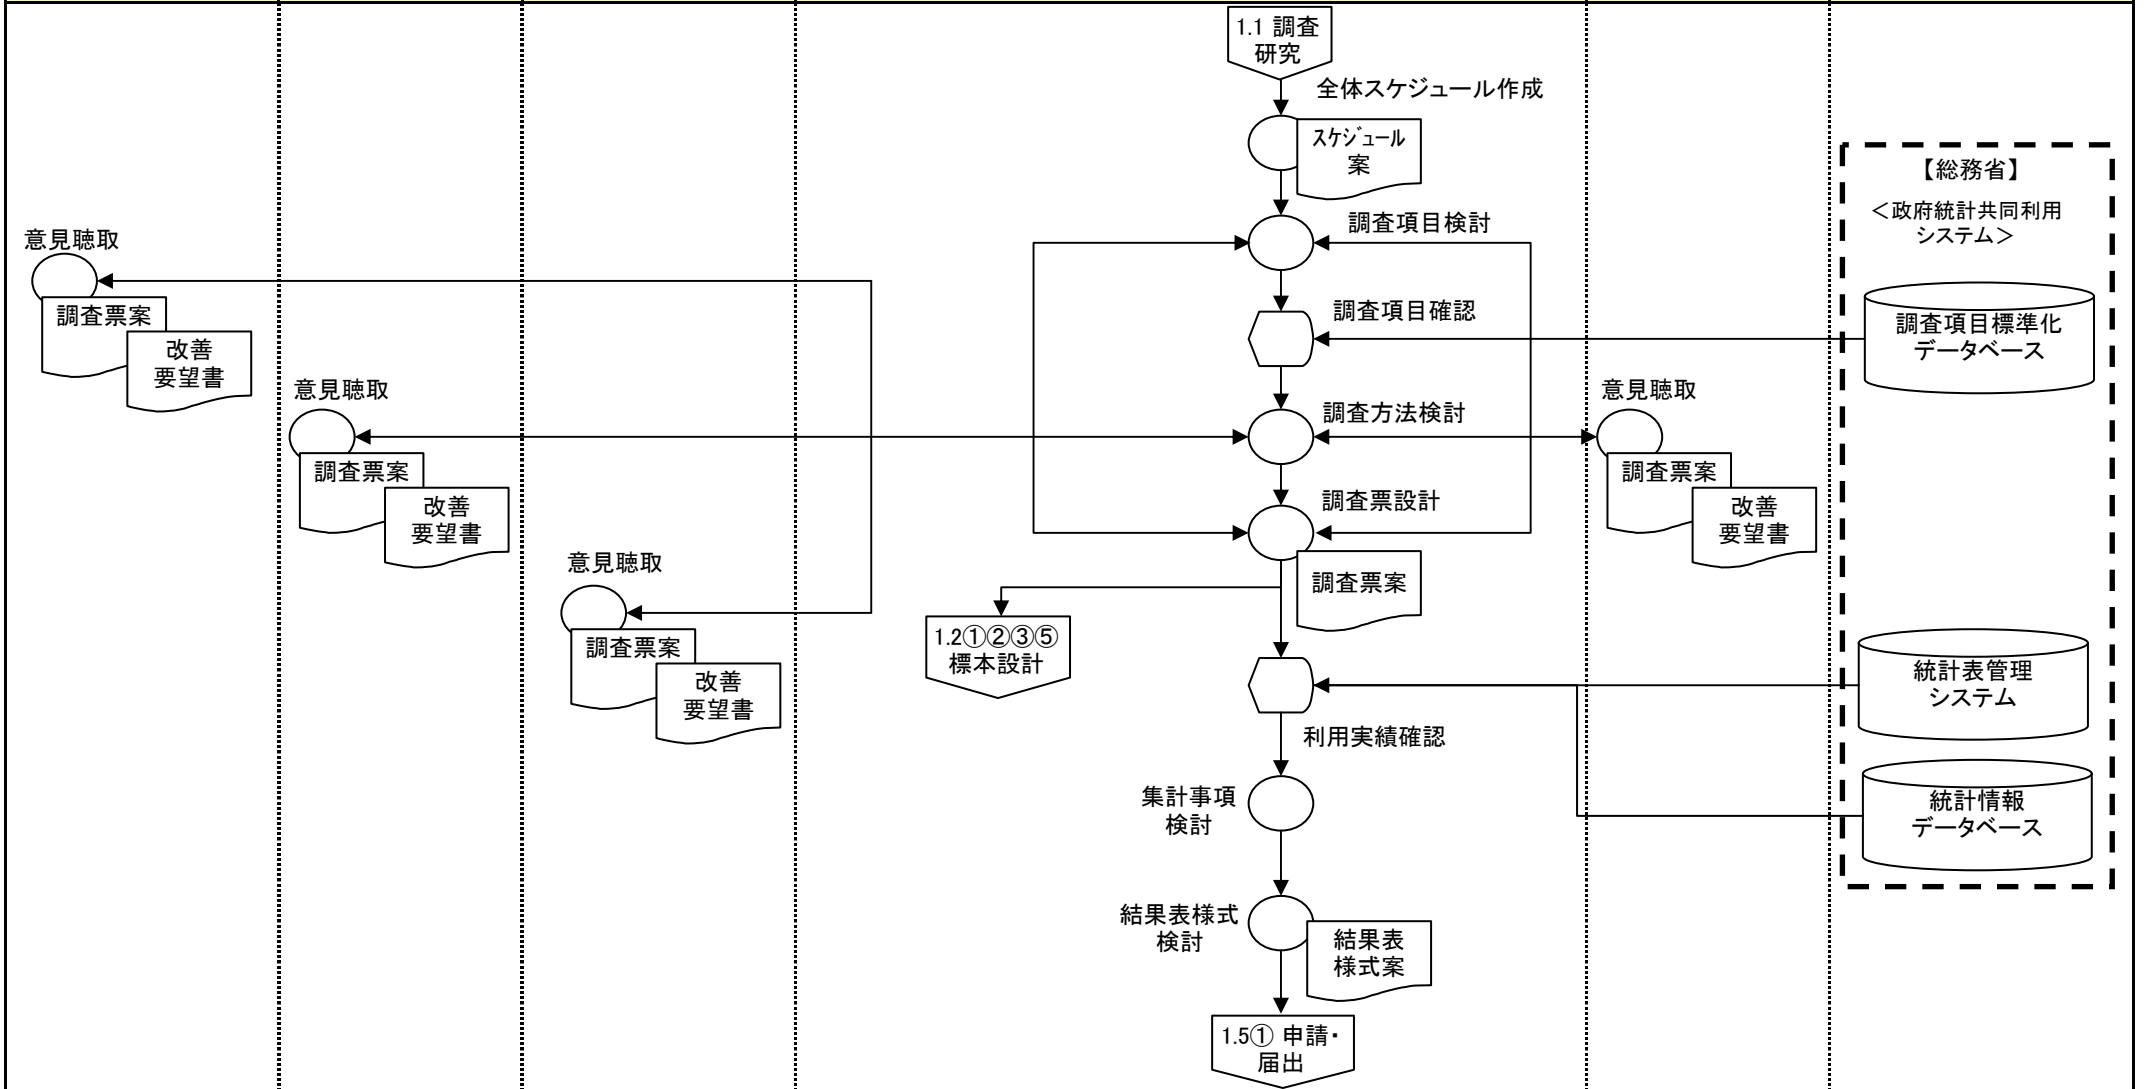 1.1 調査
研究
全体スケジュール作成
スケジュール
案
【総務省】
＜政府統計共同利用
システム＞
調査項目検討
意見聴取
調査票案
改善
要望書
調査項目確認
調査項目標準化
データベース
意見聴取
調査票案
改善
要望書
調査方法検討
意見聴取
調査票案
改善
要望書
調査票設計
調査票案
意見聴取
調査票案
改善
要望書
1.2①②③⑤
標本設計
統計表管理
システム
利用実績確認
集計事項
検討
統計情報
データベース
結果表様式
検討
結果表
様式案
1.5① 申請・
届出